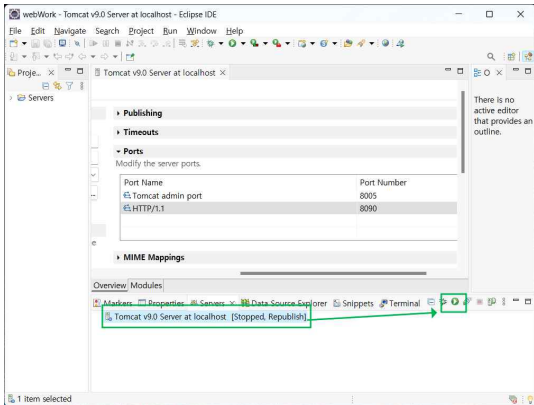 webWork - Tomcat v9.0 Server at localhost - Eclipse IDE
File Edit Navigate Search Project Run Window Help
Proje...
Tomcat v9.0 Server at localhost
Servers
There is no
active editor
that provides an
outline.
Publishing
Timeouts
Ports
Modify the server ports.
Port Name Port Number
Tomcat admin port 8005
HTTP/1.1 8090
MIME Mappings
Overview Modules
Markers Properties Servers Data Source Explorer Snippets Terminal
Tomcat v9.0 Server at localhost [Stopped, Republish]
1 item selected